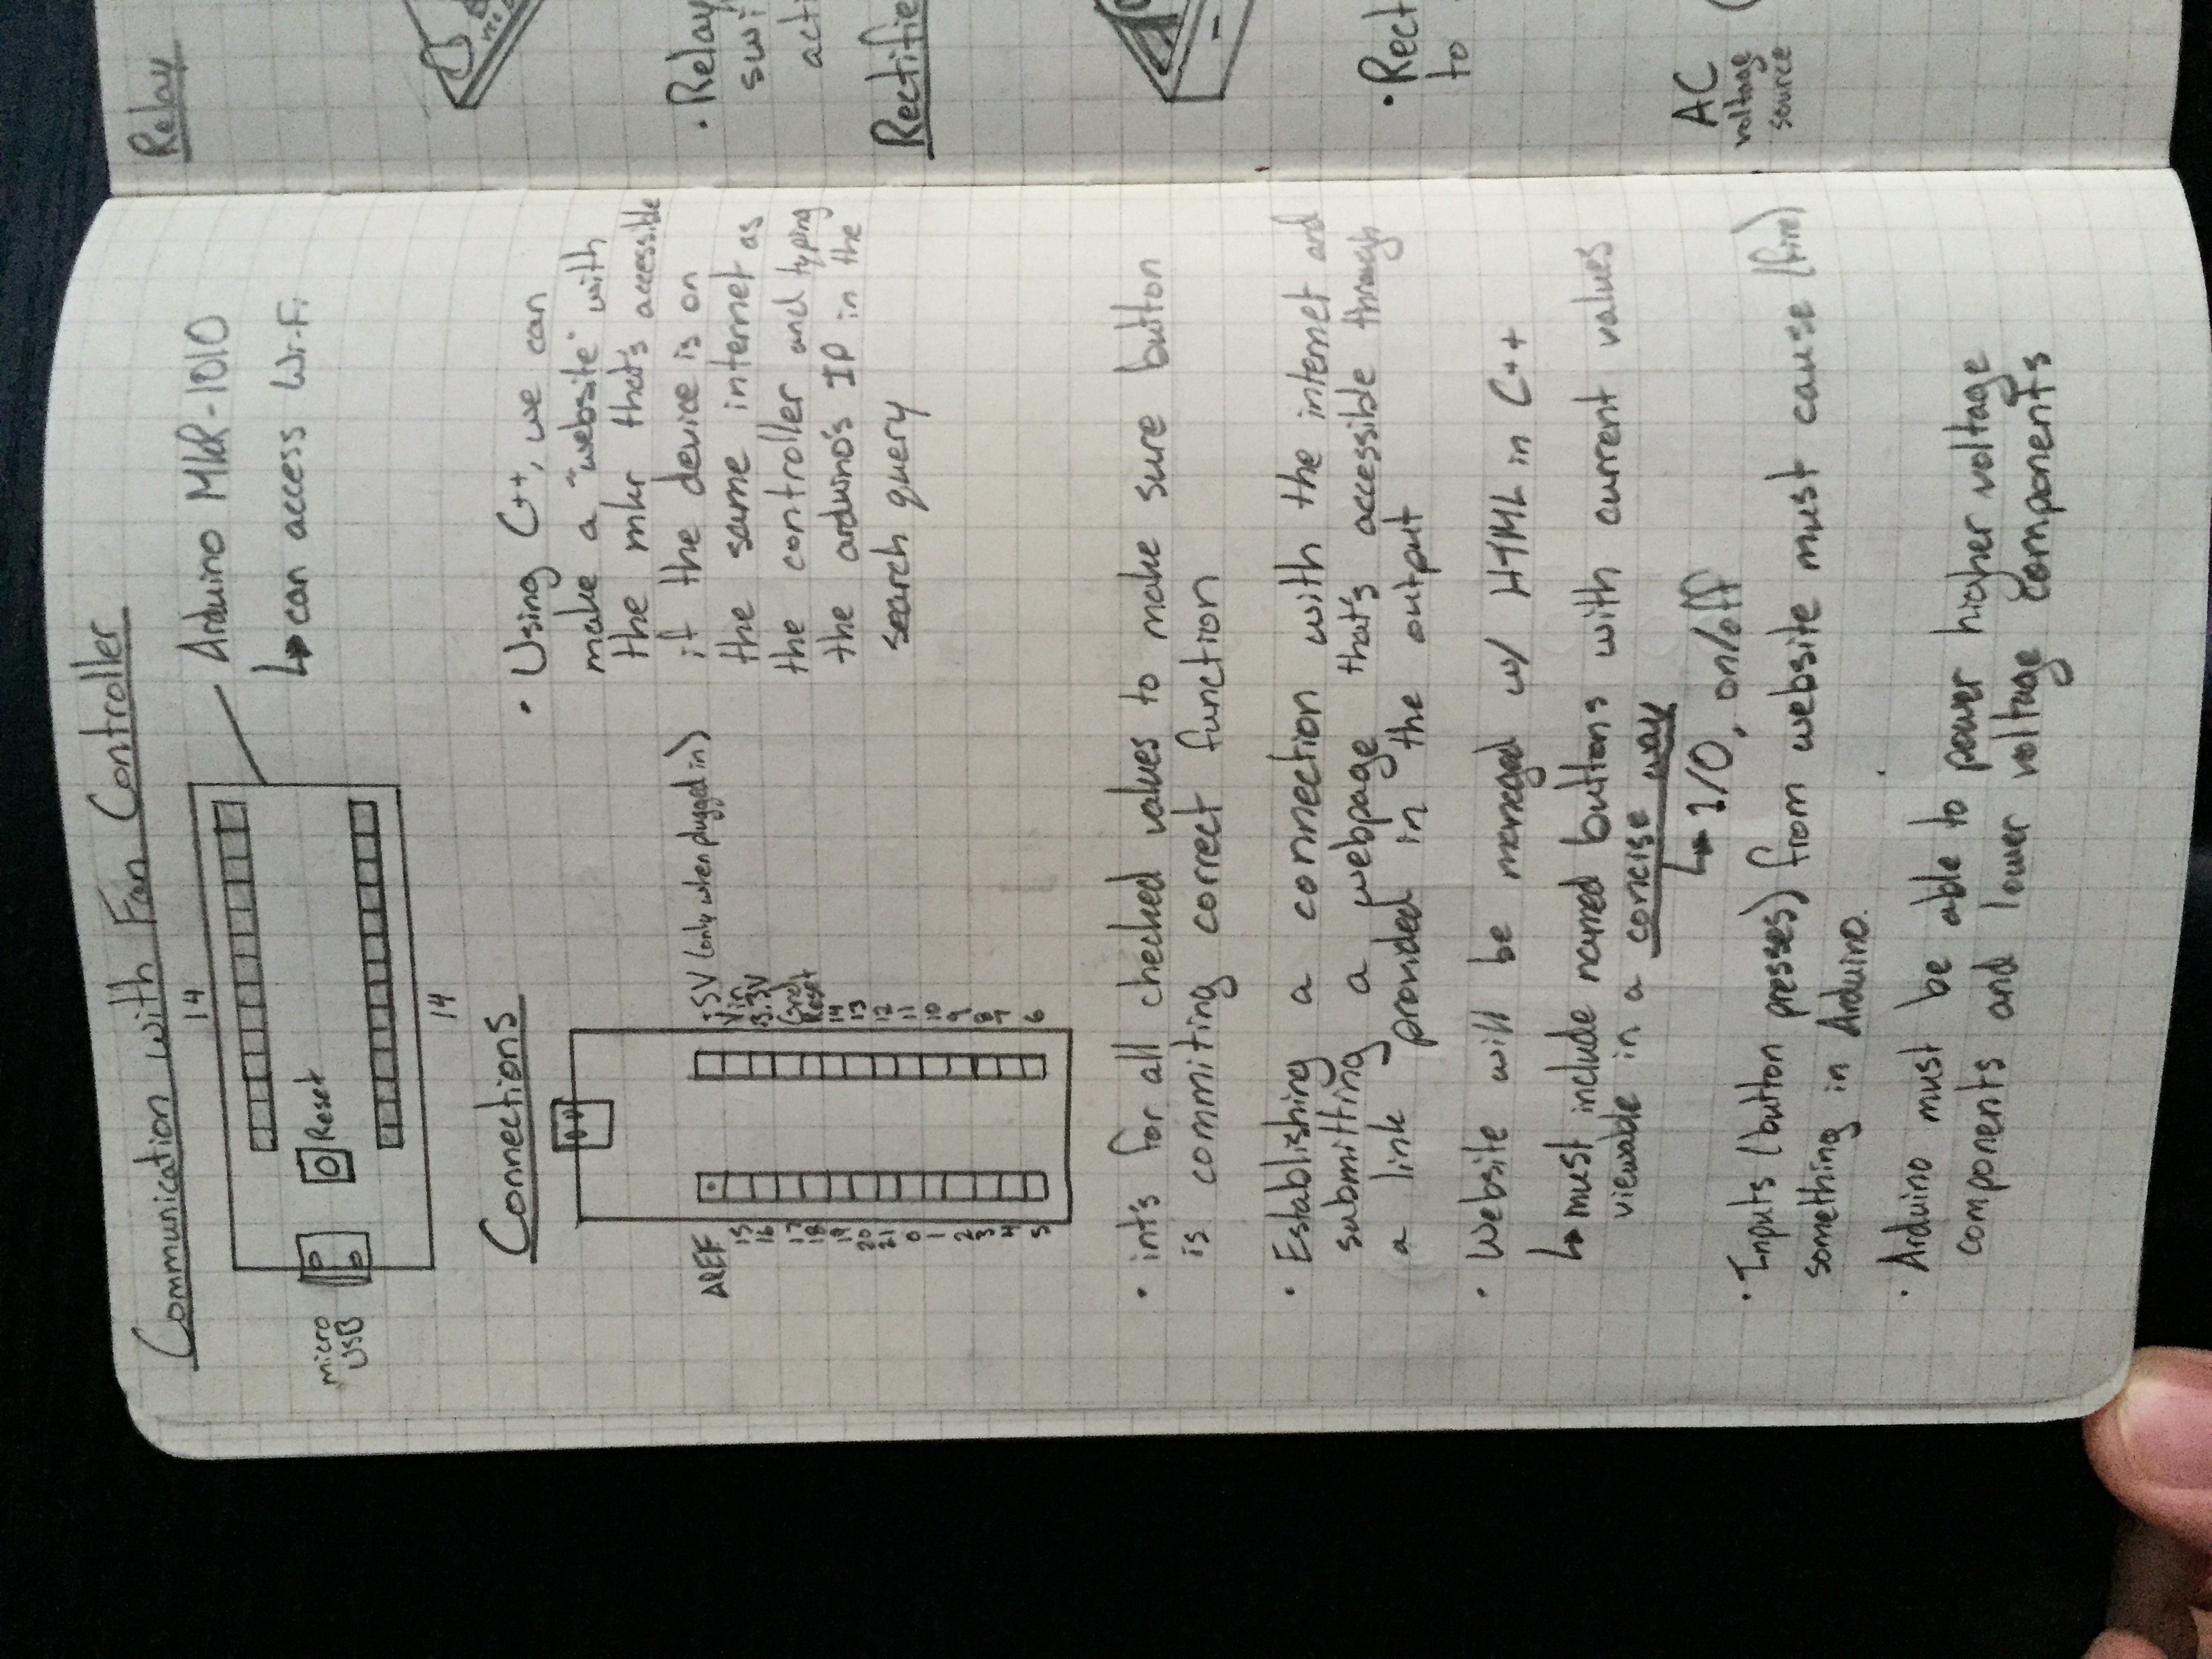 Communication with Fan Controller
14
Arduino MkR-1010
↳ can access Wi-Fi
micro
USB
Reset
14
Connections
AREF
15
16
17
18
19
20
21
0
1
2
3
4
5
+5V (only when plugged in)
Vin
3.3V
Gnd
Reset
14
13
12
11
10
9
8
7
6
• Using C++, we can
make a "website" with
the mkr that's accessible
if the device is on
the same internet as
the controller and typing
the arduino's IP in the
search query
• int's for all checked values to make sure button
is commiting correct function
• Establishing a connection with the internet and
submitting a webpage that's accessible through
a link provided in the output
• Website will be managed w/ HTML in C++
↳ must include named buttons with current values
viewable in a concise way
↳ 1/0, on/off
• Inputs (button presses) from website must cause (fire)
something in Arduino.
• Arduino must be able to power higher voltage
components and lower voltage components
Relay
• Relay
swi
acti
Rectifie
• Rect
to
AC
voltage
source